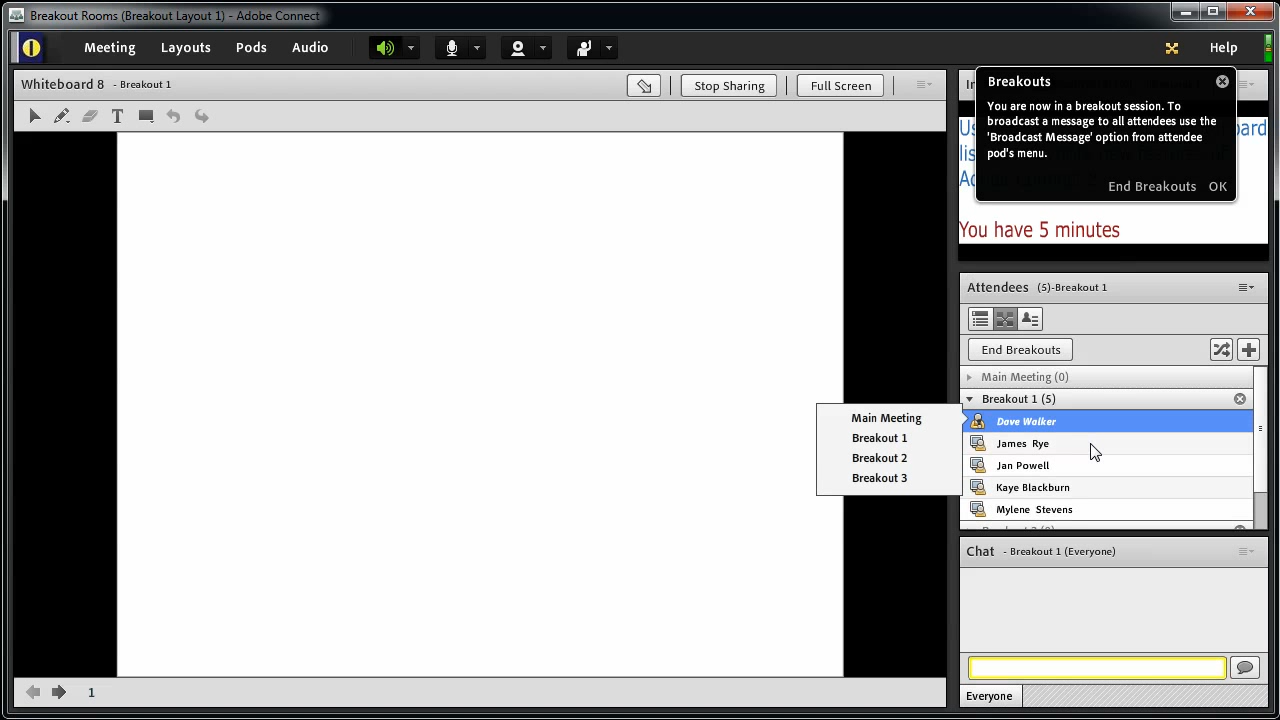 Breakout Rooms (Breakout Layout 1) - Adobe Connect
Meeting Layouts Pods Audio Help
Whiteboard 8 - Breakout 1
Stop Sharing
Full Screen
Breakouts
You are now in a breakout session. To
broadcast a message to all attendees use the
'Broadcast Message' option from attendee
pod's menu.
End Breakouts OK
You have 5 minutes
Attendees (5)-Breakout 1
End Breakouts
Main Meeting (0)
Breakout 1 (5)
Dave Walker
James Rye
Jan Powell
Kaye Blackburn
Mylene Stevens
Main Meeting
Breakout 1
Breakout 2
Breakout 3
Chat - Breakout 1 (Everyone)
Everyone
1